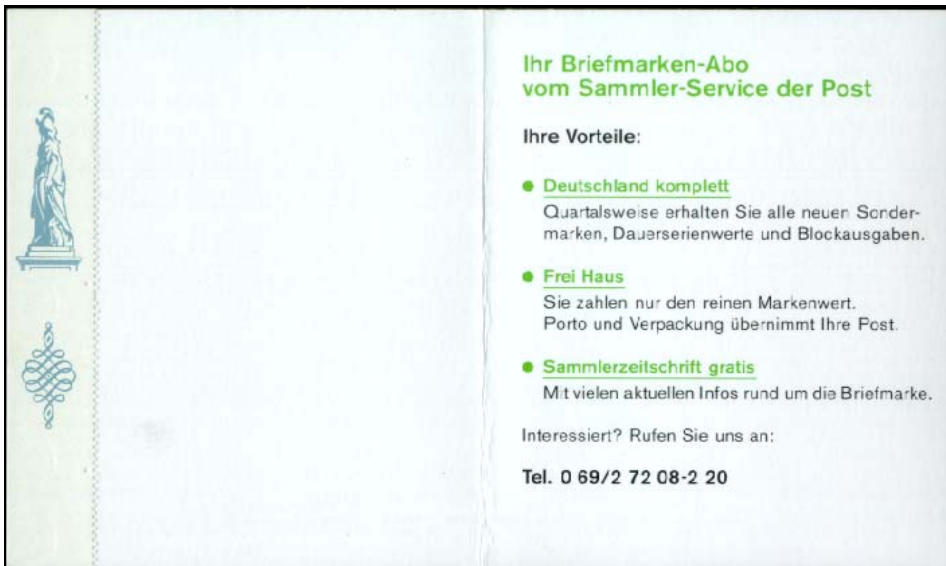 Ihr Briefmarken-Abo
vom Sammler-Service der Post
Ihre Vorteile:
Deutschland komplett
Quartalsweise erhalten Sie alle neuen Sonder-
marken, Dauerserienwerte und Blockausgaben.
Frei Haus
Sie zahlen nur den reinen Markenwert.
Porto und Verpackung übernimmt Ihre Post.
Sammlerzeitschrift gratis
Mit vielen aktuellen Infos rund um die Briefmarke.
Interessiert? Rufen Sie uns an:
Tel. 0 69/2 72 08-2 20